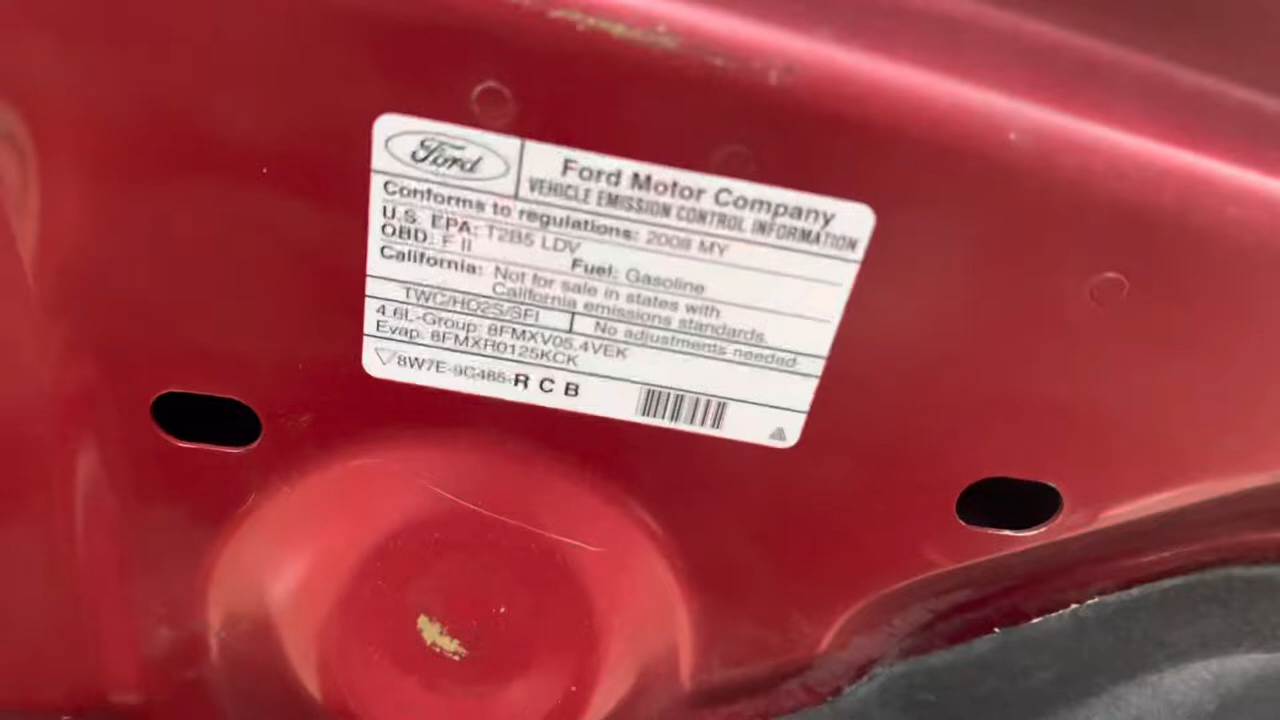 Ford
Ford Motor Company
VEHICLE EMISSION CONTROL INFORMATION
Conforms to regulations: 2008 MY
U.S. EPA: T2B5 LDV
OBD: F II Fuel: Gasoline
California: Not for sale in states with
California emissions standards.
TWC/HO2S/SFI No adjustments needed
4.6L-Group: 8FMXV05.4VEK
Evap. 8FMXR0125KCK
8W7E-9C485-R C B